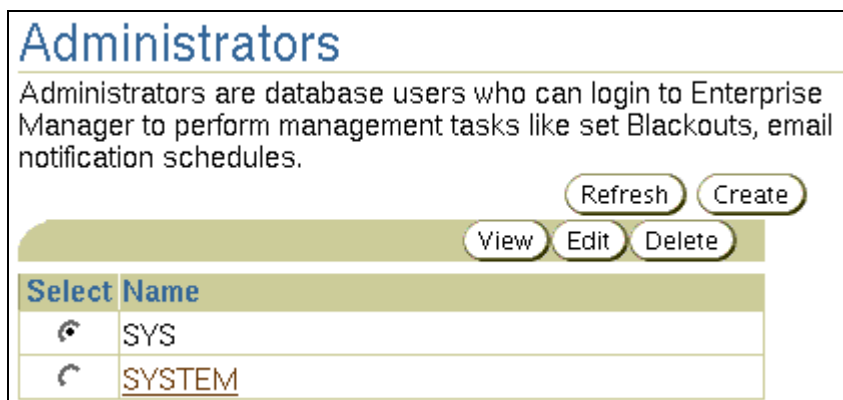 Administrators
Administrators are database users who can login to Enterprise
Manager to perform management tasks like set Blackouts, email
notification schedules.
Refresh Create
View Edit Delete
Select Name
SYS
SYSTEM